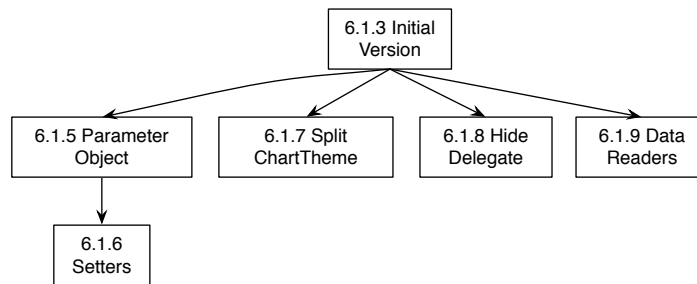 6.1.3 Initial
Version
6.1.5 Parameter
Object
6.1.7 Split
ChartTheme
6.1.8 Hide
Delegate
6.1.9 Data
Readers
6.1.6
Setters